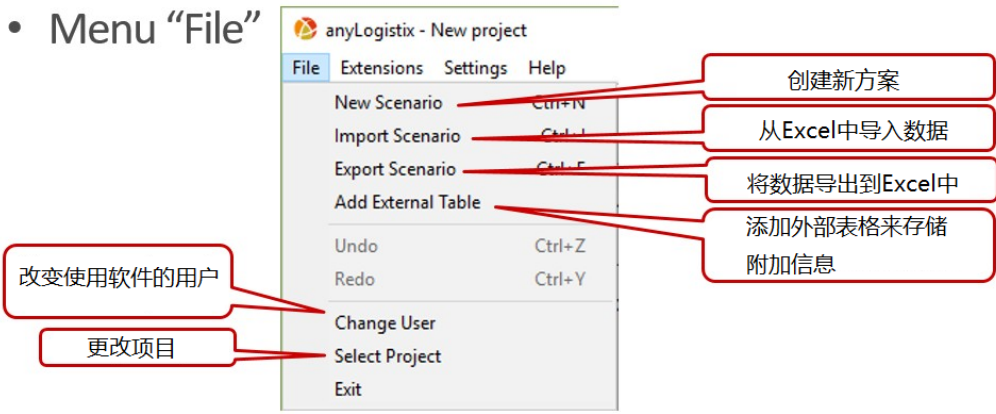 • Menu “File”
anyLogistix - New project
File Extensions Settings Help
New Scenario Ctrl+N
创建新方案
Import Scenario
从Excel中导入数据
Export Scenario
将数据导出到Excel中
Add External Table
添加外部表格来存储
附加信息
Undo Ctrl+Z
Redo Ctrl+Y
改变使用软件的用户
Change User
更改项目
Select Project
Exit